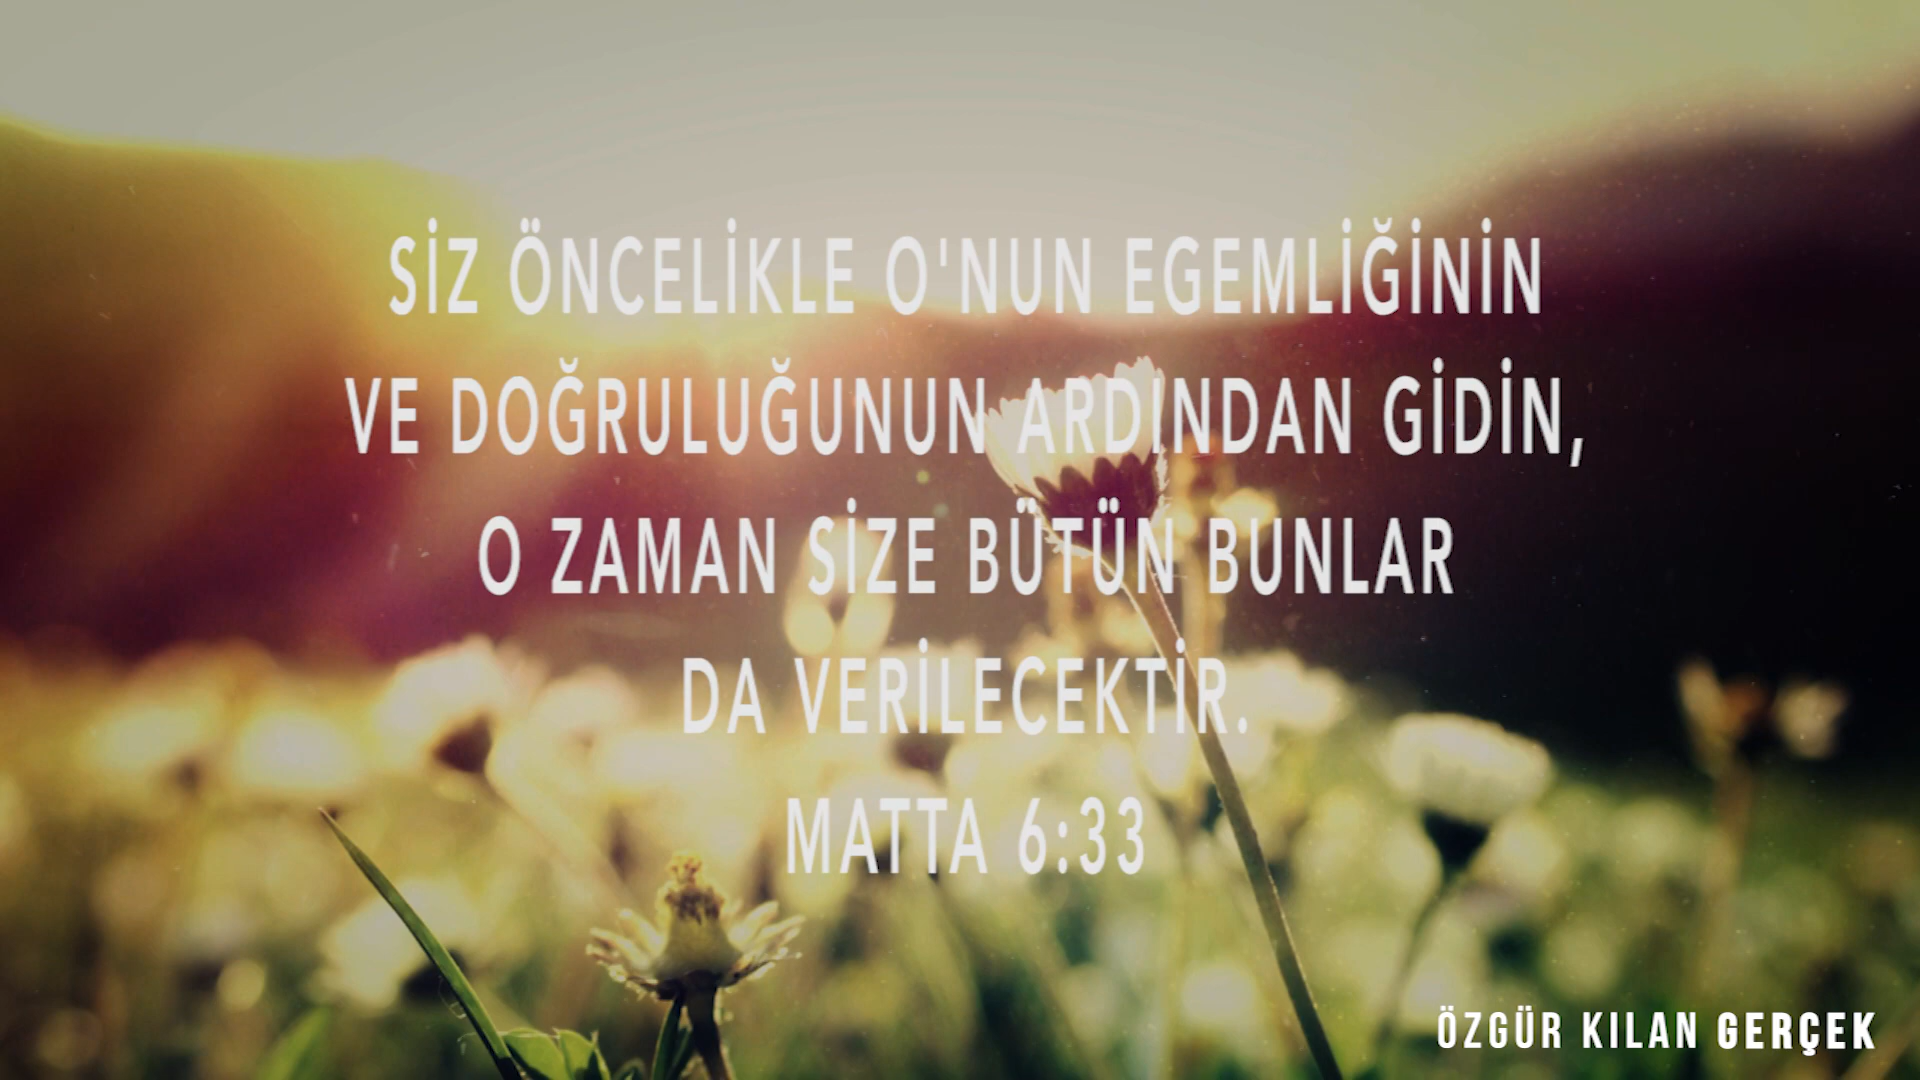 SİZ ÖNCELİKLE O'NUN EGEMLİĞİNİN
VE DOĞRULUĞUNUN ARDINDAN GİDİN,
O ZAMAN SİZE BÜTÜN BUNLAR
DA VERİLECEKTİR.
MATTA 6:33
ÖZGÜR KILAN GERÇEK